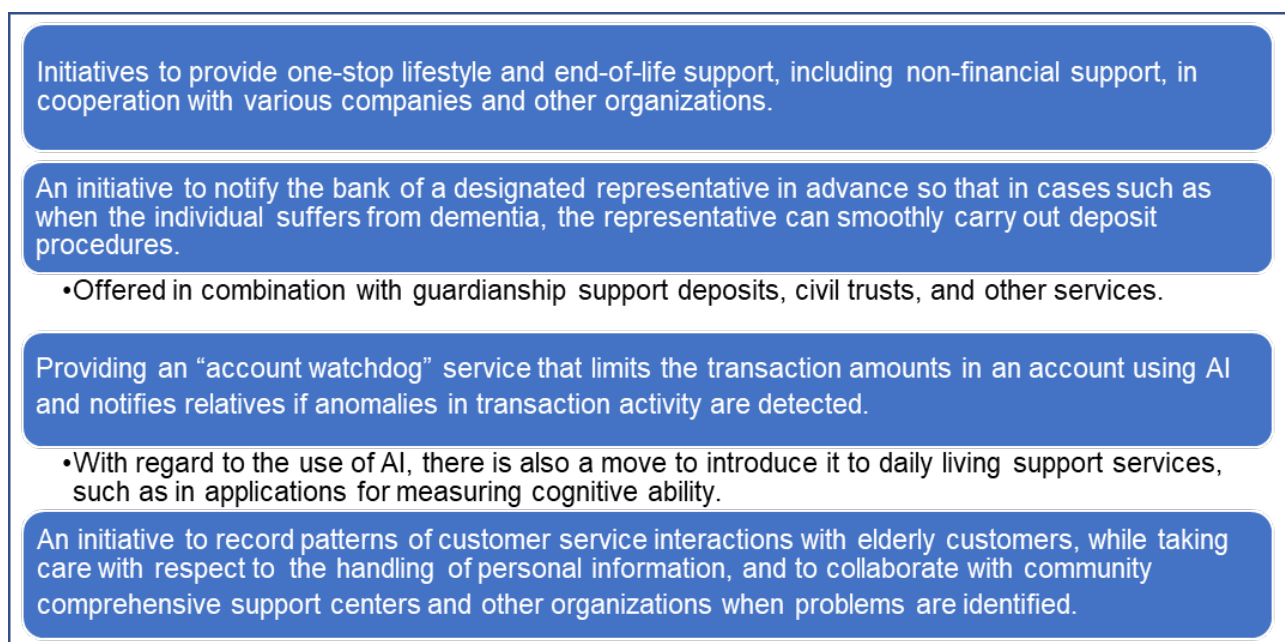 Initiatives to provide one-stop lifestyle and end-of-life support, including non-financial support, in
cooperation with various companies and other organizations.
An initiative to notify the bank of a designated representative in advance so that in cases such as
when the individual suffers from dementia, the representative can smoothly carry out deposit
procedures.
•Offered in combination with guardianship support deposits, civil trusts, and other services.
Providing an “account watchdog” service that limits the transaction amounts in an account using AI
and notifies relatives if anomalies in transaction activity are detected.
•With regard to the use of AI, there is also a move to introduce it to daily living support services,
such as in applications for measuring cognitive ability.
An initiative to record patterns of customer service interactions with elderly customers, while taking
care with respect to the handling of personal information, and to collaborate with community
comprehensive support centers and other organizations when problems are identified.